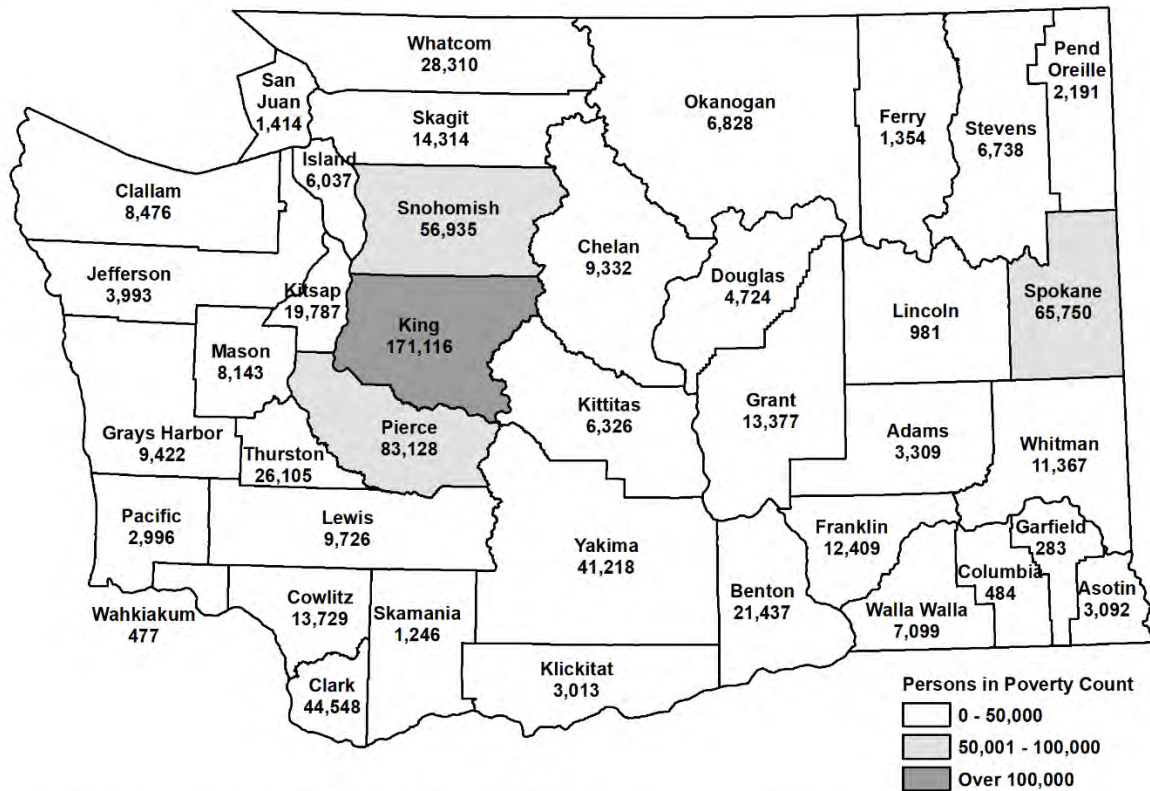 Whatcom
28,310
San
Juan
1,414
Skagit
14,314
Island
6,037
Okanogan
6,828
Ferry
1,354
Stevens
6,738
Pend
Oreille
2,191
Clallam
8,476
Snohomish
56,935
Chelan
9,332
Douglas
4,724
Jefferson
3,993
Kitsap
19,787
King
171,116
Lincoln
981
Spokane
65,750
Mason
8,143
Grays Harbor
9,422
Thurston
26,105
Pierce
83,128
Kittitas
6,326
Grant
13,377
Adams
3,309
Whitman
11,367
Pacific
2,996
Lewis
9,726
Yakima
41,218
Franklin
12,409
Garfield
283
Columbia
484
Asotin
3,092
Wahkiakum
477
Cowlitz
13,729
Skamania
1,246
Benton
21,437
Walla Walla
7,099
Clark
44,548
Klickitat
3,013
Persons in Poverty Count
0 - 50,000
50,001 - 100,000
Over 100,000